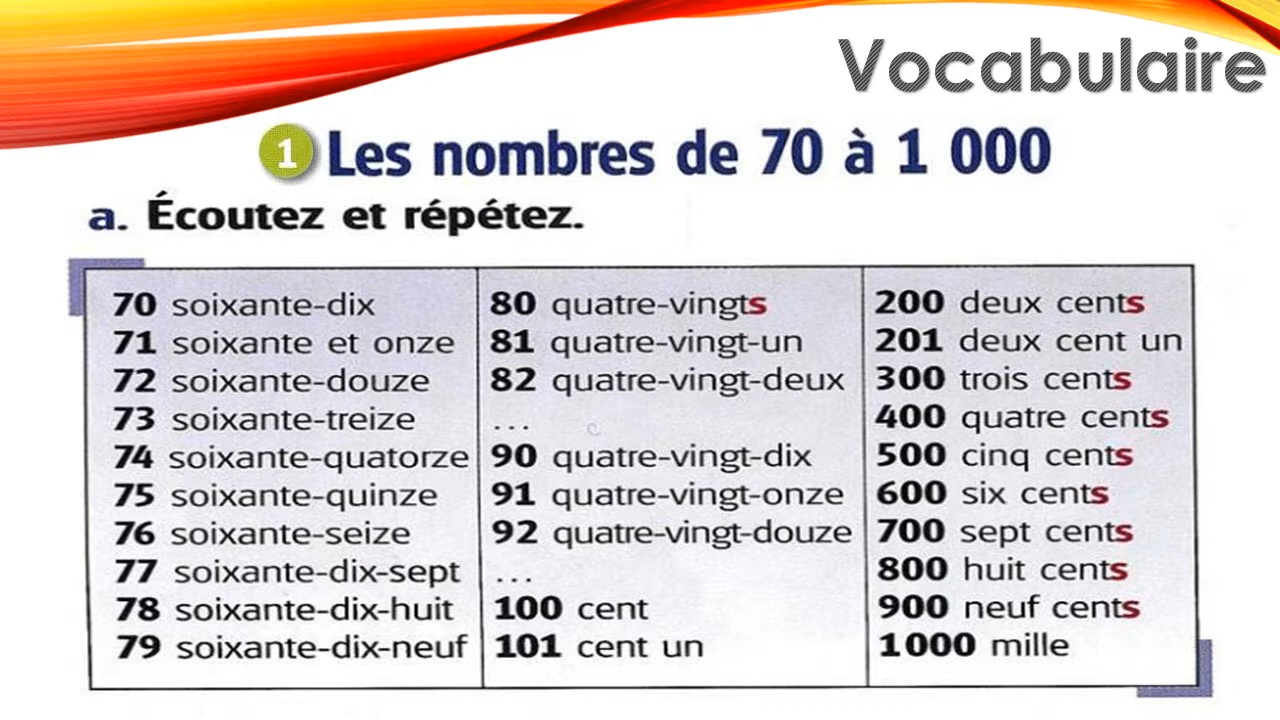 Vocabulaire
1 Les nombres de 70 à 1 000
a. Écoutez et répétez.
70 soixante-dix
71 soixante et onze
72 soixante-douze
73 soixante-treize
74 soixante-quatorze
75 soixante-quinze
76 soixante-seize
77 soixante-dix-sept
78 soixante-dix-huit
79 soixante-dix-neuf
80 quatre-vingts
81 quatre-vingt-un
82 quatre-vingt-deux
...
90 quatre-vingt-dix
91 quatre-vingt-onze
92 quatre-vingt-douze
...
100 cent
101 cent un
200 deux cents
201 deux cent un
300 trois cents
400 quatre cents
500 cinq cents
600 six cents
700 sept cents
800 huit cents
900 neuf cents
1000 mille